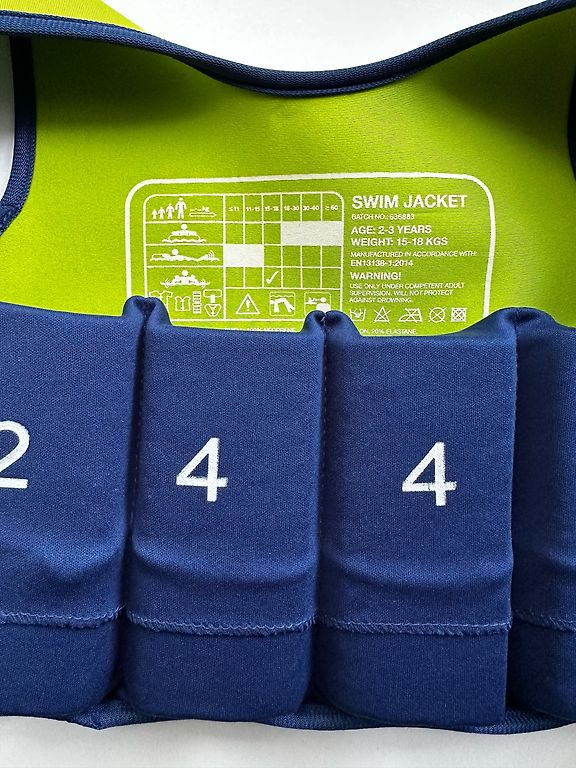 SWIM JACKET
BATCH NO.: 636883
AGE: 2-3 YEARS
WEIGHT: 15-18 KGS
MANUFACTURED IN ACCORDANCE WITH:
EN13138-1:2014
WARNING!
USE ONLY UNDER COMPETENT ADULT
SUPERVISION. WILL NOT PROTECT
AGAINST DROWNING.
≤11 11-15 15-18 18-30 30-60 ≥60
NEOPRENE
20% ELASTANE.
2 4 4